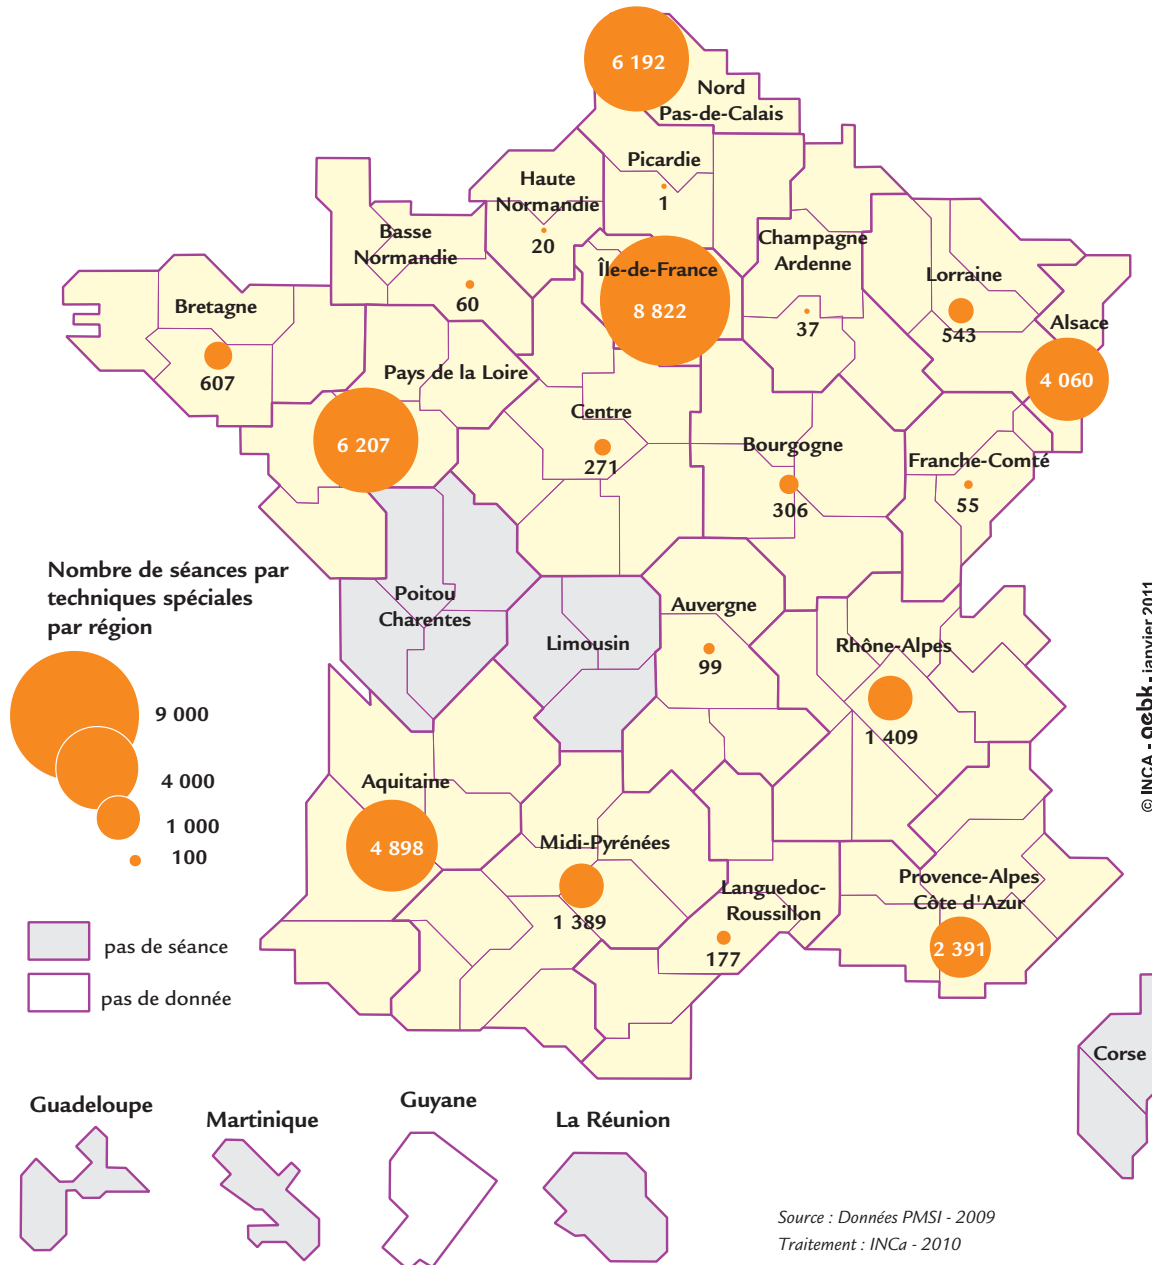 6 192
Nord
Pas-de-Calais
Picardie
1
Haute
Normandie
20
Basse
Normandie
60
Île-de-France
8 822
Champagne
Ardenne
37
Lorraine
543
Alsace
4 060
Bretagne
607
Pays de la Loire
6 207
Centre
271
Bourgogne
306
Franche-Comté
55
Nombre de séances par
techniques spéciales
par région
9 000
4 000
1 000
100
pas de séance
pas de donnée
Poitou
Charentes
Limousin
Auvergne
99
Rhône-Alpes
1 409
Aquitaine
4 898
Midi-Pyrénées
1 389
Languedoc-
Roussillon
177
Provence-Alpes
Côte d'Azur
2 391
Corse
© INCA - gebk - janvier 2011
Guadeloupe
Martinique
Guyane
La Réunion
Source : Données PMSI - 2009
Traitement : INCa - 2010